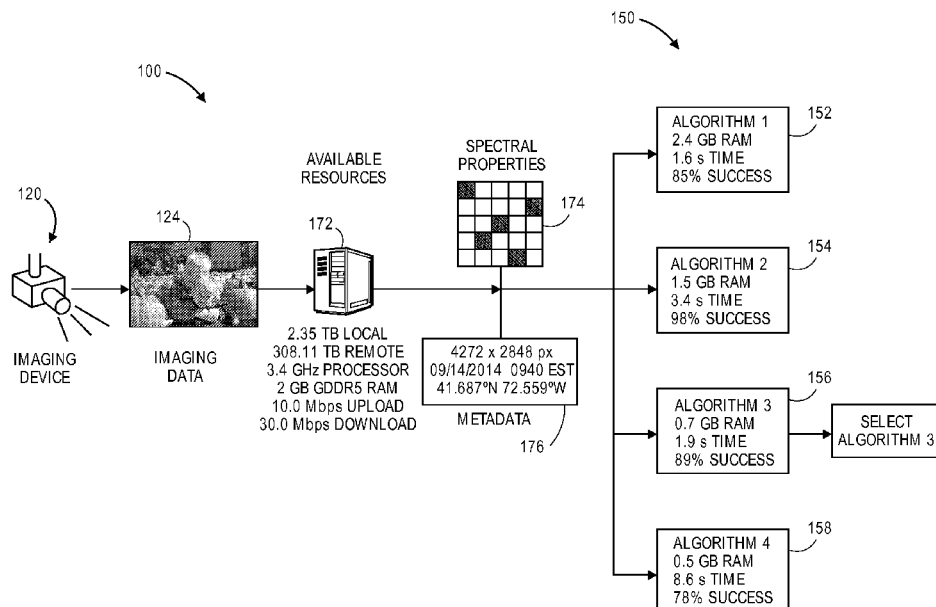 150
100
120
IMAGING
DEVICE
124
IMAGING
DATA
AVAILABLE
RESOURCES
172
2.35 TB LOCAL
308.11 TB REMOTE
3.4 GHz PROCESSOR
2 GB GDDR5 RAM
10.0 Mbps UPLOAD
30.0 Mbps DOWNLOAD
SPECTRAL
PROPERTIES
174
4272 x 2848 px
09/14/2014 0940 EST
41.687ºN 72.559ºW
METADATA
176
ALGORITHM 1
2.4 GB RAM
1.6 s TIME
85% SUCCESS
152
ALGORITHM 2
1.5 GB RAM
3.4 s TIME
98% SUCCESS
154
ALGORITHM 3
0.7 GB RAM
1.9 s TIME
89% SUCCESS
156
SELECT
ALGORITHM 3
ALGORITHM 4
0.5 GB RAM
8.6 s TIME
78% SUCCESS
158